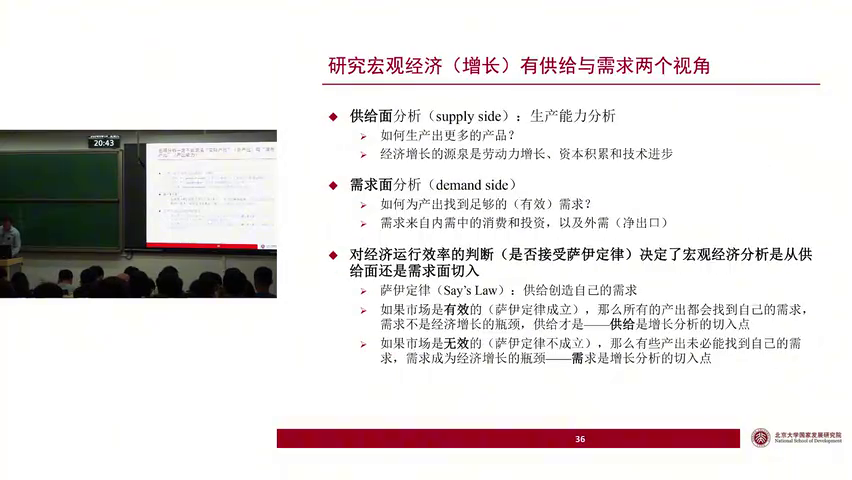 研究宏观经济（增长）有供给与需求两个视角
供给面分析（supply side）：生产能力分析
如何生产出更多的产品？
经济增长的源泉是劳动力增长、资本积累和技术进步
需求面分析（demand side）
如何为产出找到足够的（有效）需求？
需求来自内需中的消费和投资，以及外需（净出口）
对经济运行效率的判断（是否接受萨伊定律）决定了宏观经济分析是从供
给面还是需求面切入
萨伊定律（Say's Law）：供给创造自己的需求
如果市场是有效的（萨伊定律成立），那么所有的产出都会找到自己的需求，
需求不是经济增长的瓶颈，供给才是——供给是增长分析的切入点
如果市场是无效的（萨伊定律不成立），那么有些产出未必能找到自己的需
求，需求成为经济增长的瓶颈——需求是增长分析的切入点
20:43
36
北京大学国家发展研究院
National School of Development